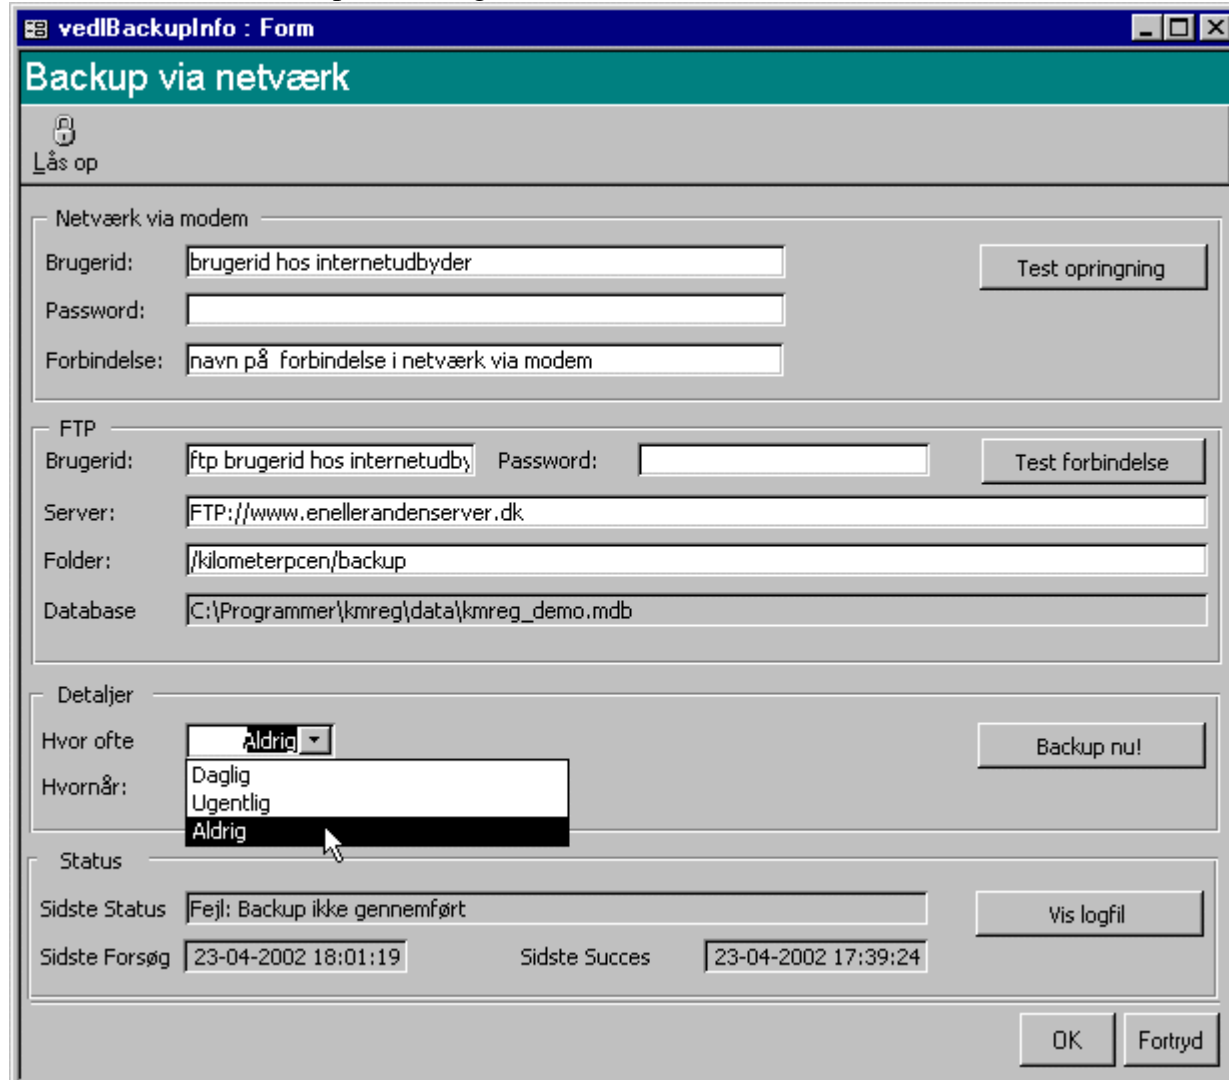 vedlBackupInfo : Form
Backup via netværk
Lås op
Netværk via modem
Brugerid: brugerid hos internetudbyder Test opringning
Password:
Forbindelse: navn på  forbindelse i netværk via modem
FTP
Brugerid: ftp brugerid hos internetudby Password: Test forbindelse
Server: FTP://www.enellerandenserver.dk
Folder: /kilometerpcen/backup
Database C:\Programmer\kmreg\data\kmreg_demo.mdb
Detaljer
Hvor ofte Aldrig Backup nu!
Daglig
Hvornår:
Ugentlig
Aldrig
Status
Sidste Status Fejl: Backup ikke gennemført Vis logfil
Sidste Forsøg 23-04-2002 18:01:19 Sidste Succes 23-04-2002 17:39:24
OK Fortryd